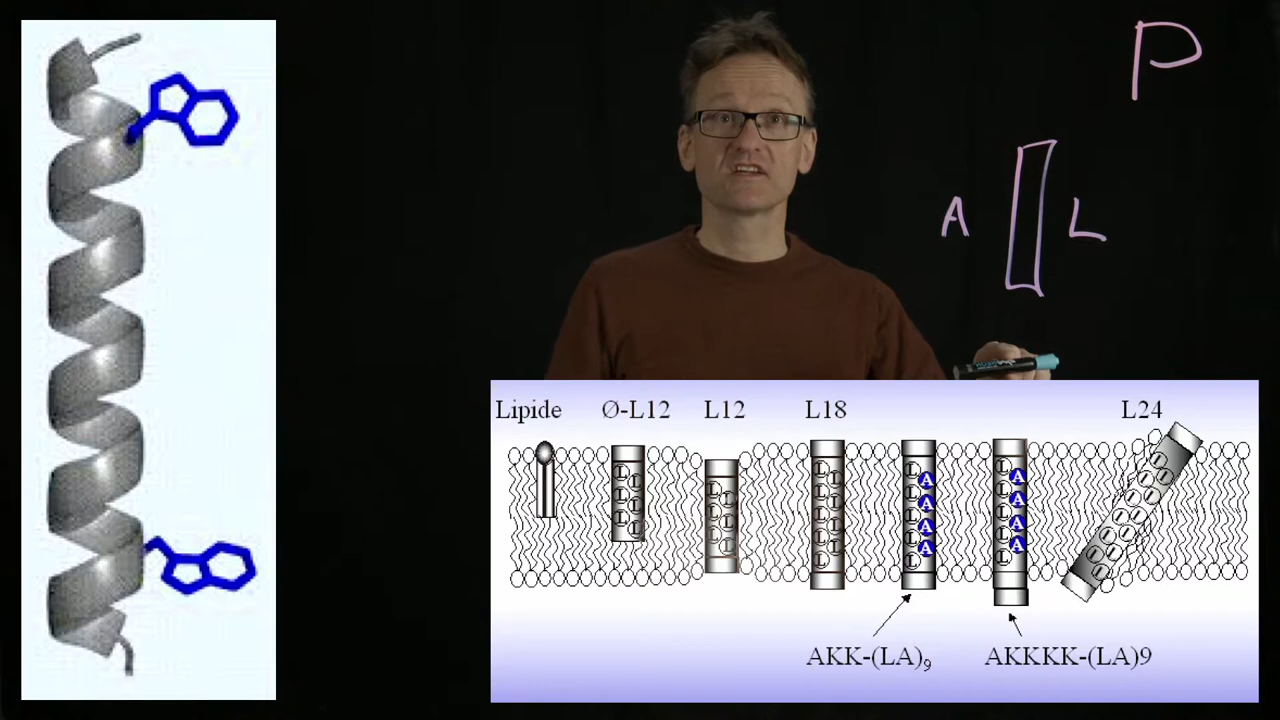 P
A L
Lipide Ø-L12 L12 L18 L24
L L L L L L
L L L L L L
L L L L L L L L L
L A L A L A L A L
L A L A L A L A L
AKK-(LA)₉ AKKKK-(LA)9